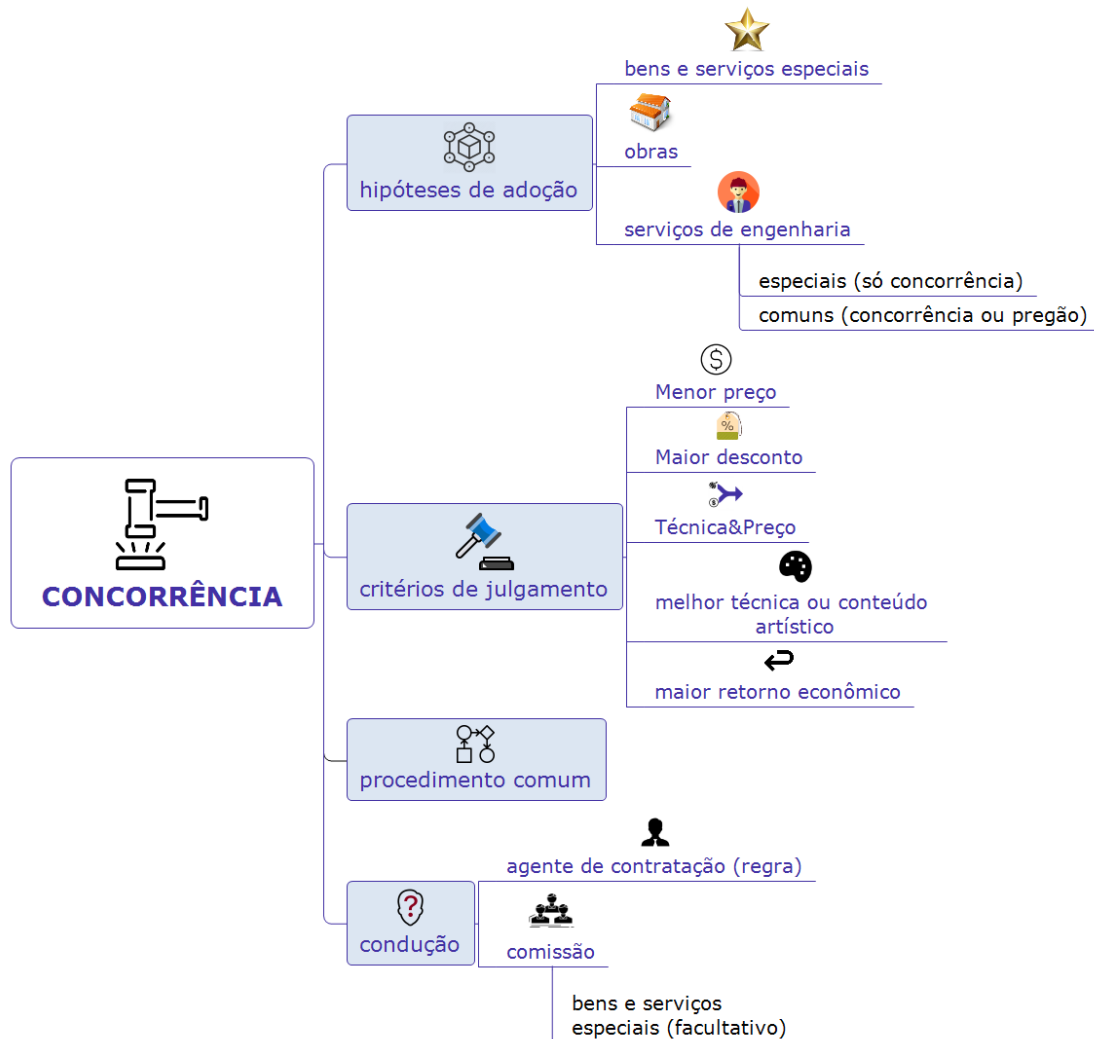 bens e serviços especiais
obras
hipóteses de adoção
serviços de engenharia
especiais (só concorrência)
comuns (concorrência ou pregão)
$
Menor preço
%
Maior desconto
$
Técnica&Preço
critérios de julgamento
CONCORRÊNCIA
melhor técnica ou conteúdo
artístico
maior retorno econômico
procedimento comum
agente de contratação (regra)
?
condução
comissão
bens e serviços
especiais (facultativo)